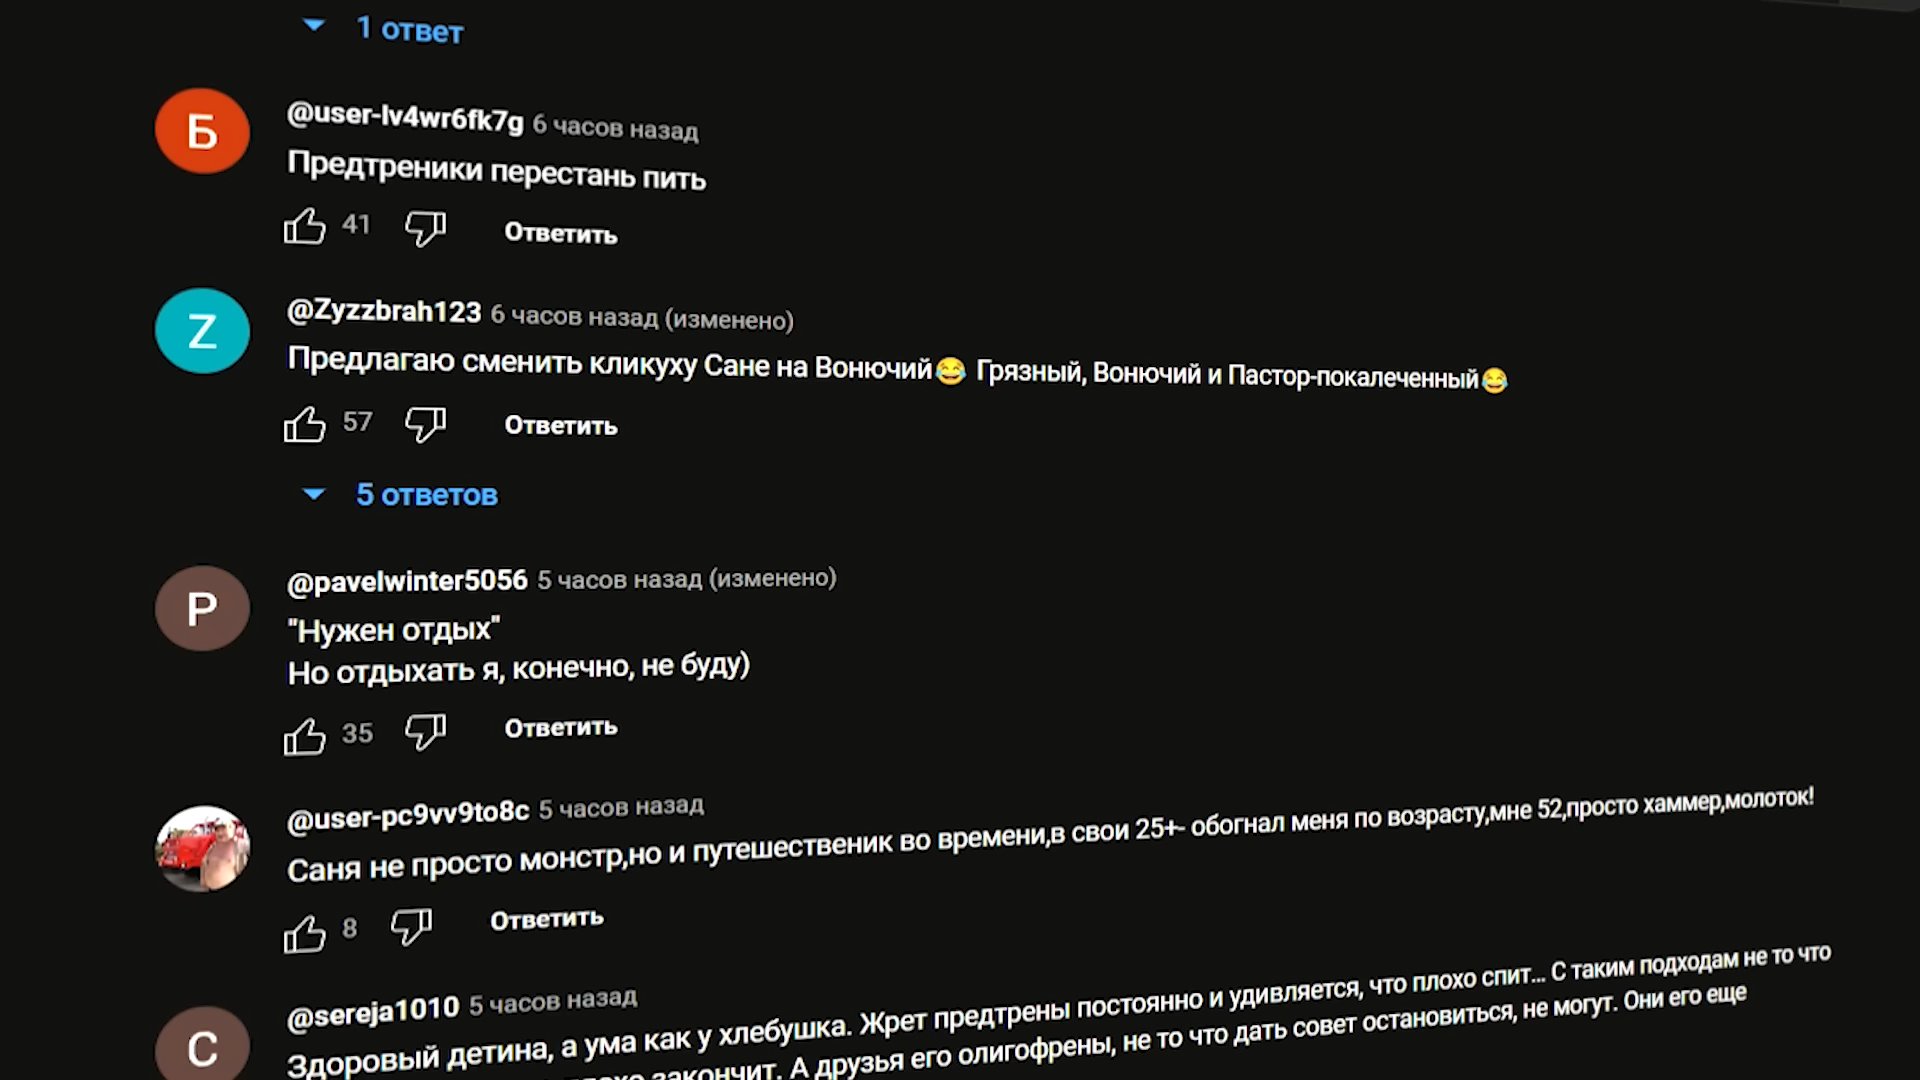 1 ответ
Б
@user-lv4wr6fk7g 6 часов назад
Предтреники перестань пить
41 Ответить
Z
@Zyzzbrah123 6 часов назад (изменено)
Предлагаю сменить кликуху Сане на Вонючий😂 Грязный, Вонючий и Пастор-покалеченный😂
57 Ответить
5 ответов
P
@pavelwinter5056 5 часов назад (изменено)
"Нужен отдых"
Но отдыхать я, конечно, не буду)
35 Ответить
@user-pc9vv9to8c 5 часов назад
Саня не просто монстр,но и путешественик во времени,в свои 25+- обогнал меня по возрасту,мне 52,просто хаммер,молоток!
8 Ответить
C
@sereja1010 5 часов назад
Здоровый детина, а ума как у хлебушка. Жрет предтрены постоянно и удивляется, что плохо спит... С таким подходам не то что
закончит. А друзья его олигофрены, не то что дать совет остановиться, не могут. Они его еще